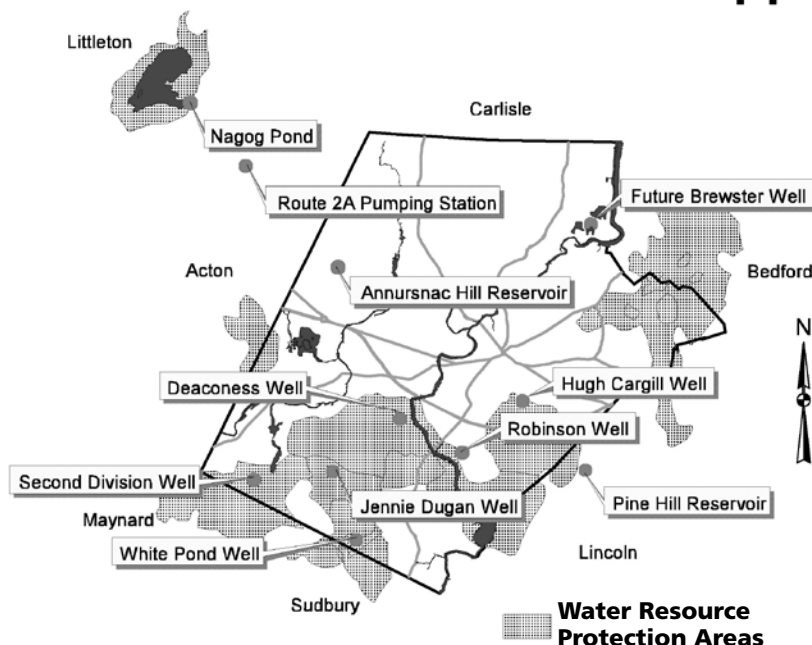 Littleton
Carlisle
Nagog Pond
Route 2A Pumping Station
Future Brewster Well
Acton
Bedford
Annursnac Hill Reservoir
N
Deaconess Well
Hugh Cargill Well
Robinson Well
Second Division Well
Jennie Dugan Well
Pine Hill Reservoir
Maynard
White Pond Well
Lincoln
Sudbury
Water Resource
Protection Areas